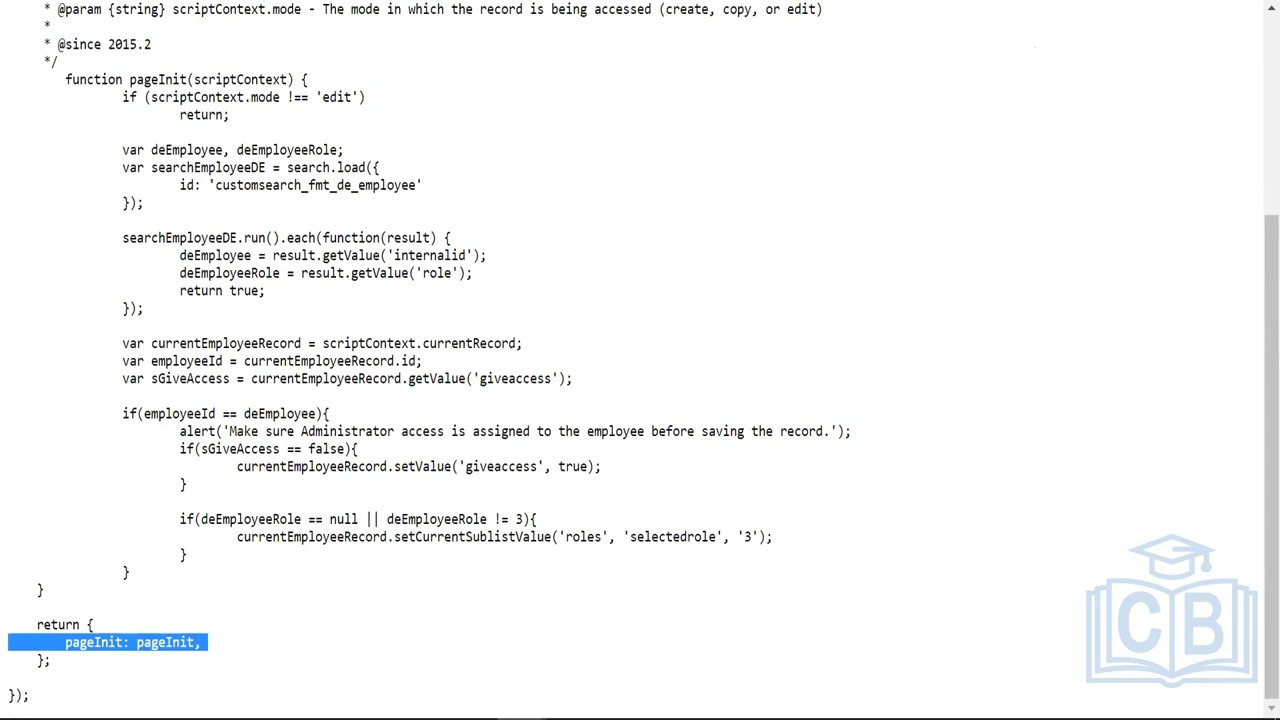 * @param {string} scriptContext.mode - The mode in which the record is being accessed (create, copy, or edit)
*
* @since 2015.2
*/
function pageInit(scriptContext) {
if (scriptContext.mode !== 'edit')
return;
var deEmployee, deEmployeeRole;
var searchEmployeeDE = search.load({
id: 'customsearch_fmt_de_employee'
});
searchEmployeeDE.run().each(function(result) {
deEmployee = result.getValue('internalid');
deEmployeeRole = result.getValue('role');
return true;
});
var currentEmployeeRecord = scriptContext.currentRecord;
var employeeId = currentEmployeeRecord.id;
var sGiveAccess = currentEmployeeRecord.getValue('giveaccess');
if(employeeId == deEmployee){
alert('Make sure Administrator access is assigned to the employee before saving the record.');
if(sGiveAccess == false){
currentEmployeeRecord.setValue('giveaccess', true);
}
if(deEmployeeRole == null || deEmployeeRole != 3){
currentEmployeeRecord.setCurrentSublistValue('roles', 'selectedrole', '3');
}
}
}
return {
pageInit: pageInit,
};
});
CB